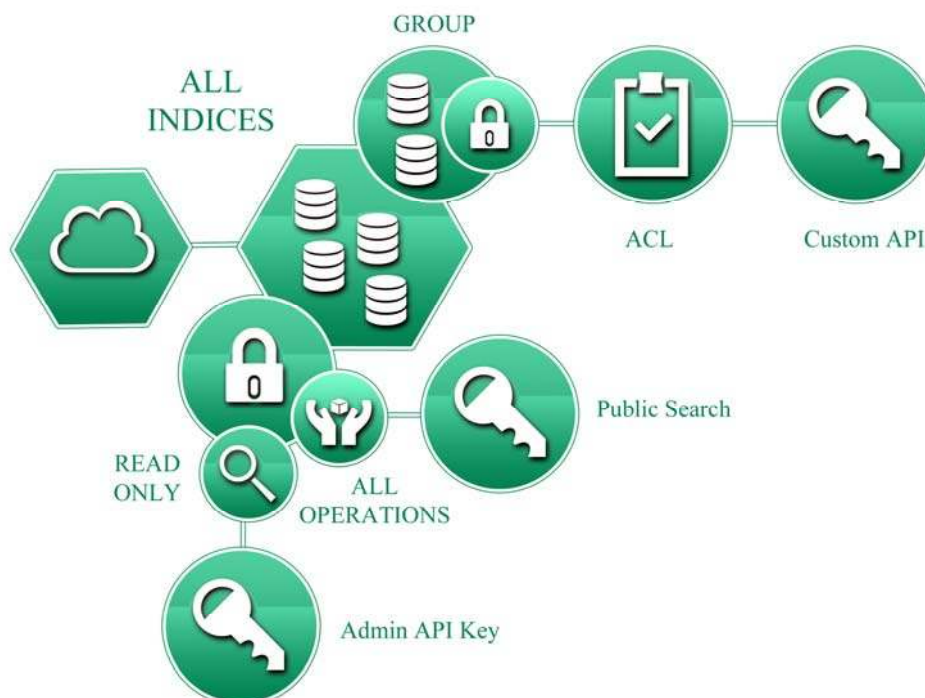 GROUP
ALL
INDICES
ACL
Custom API
Public Search
READ
ONLY
ALL
OPERATIONS
Admin API Key